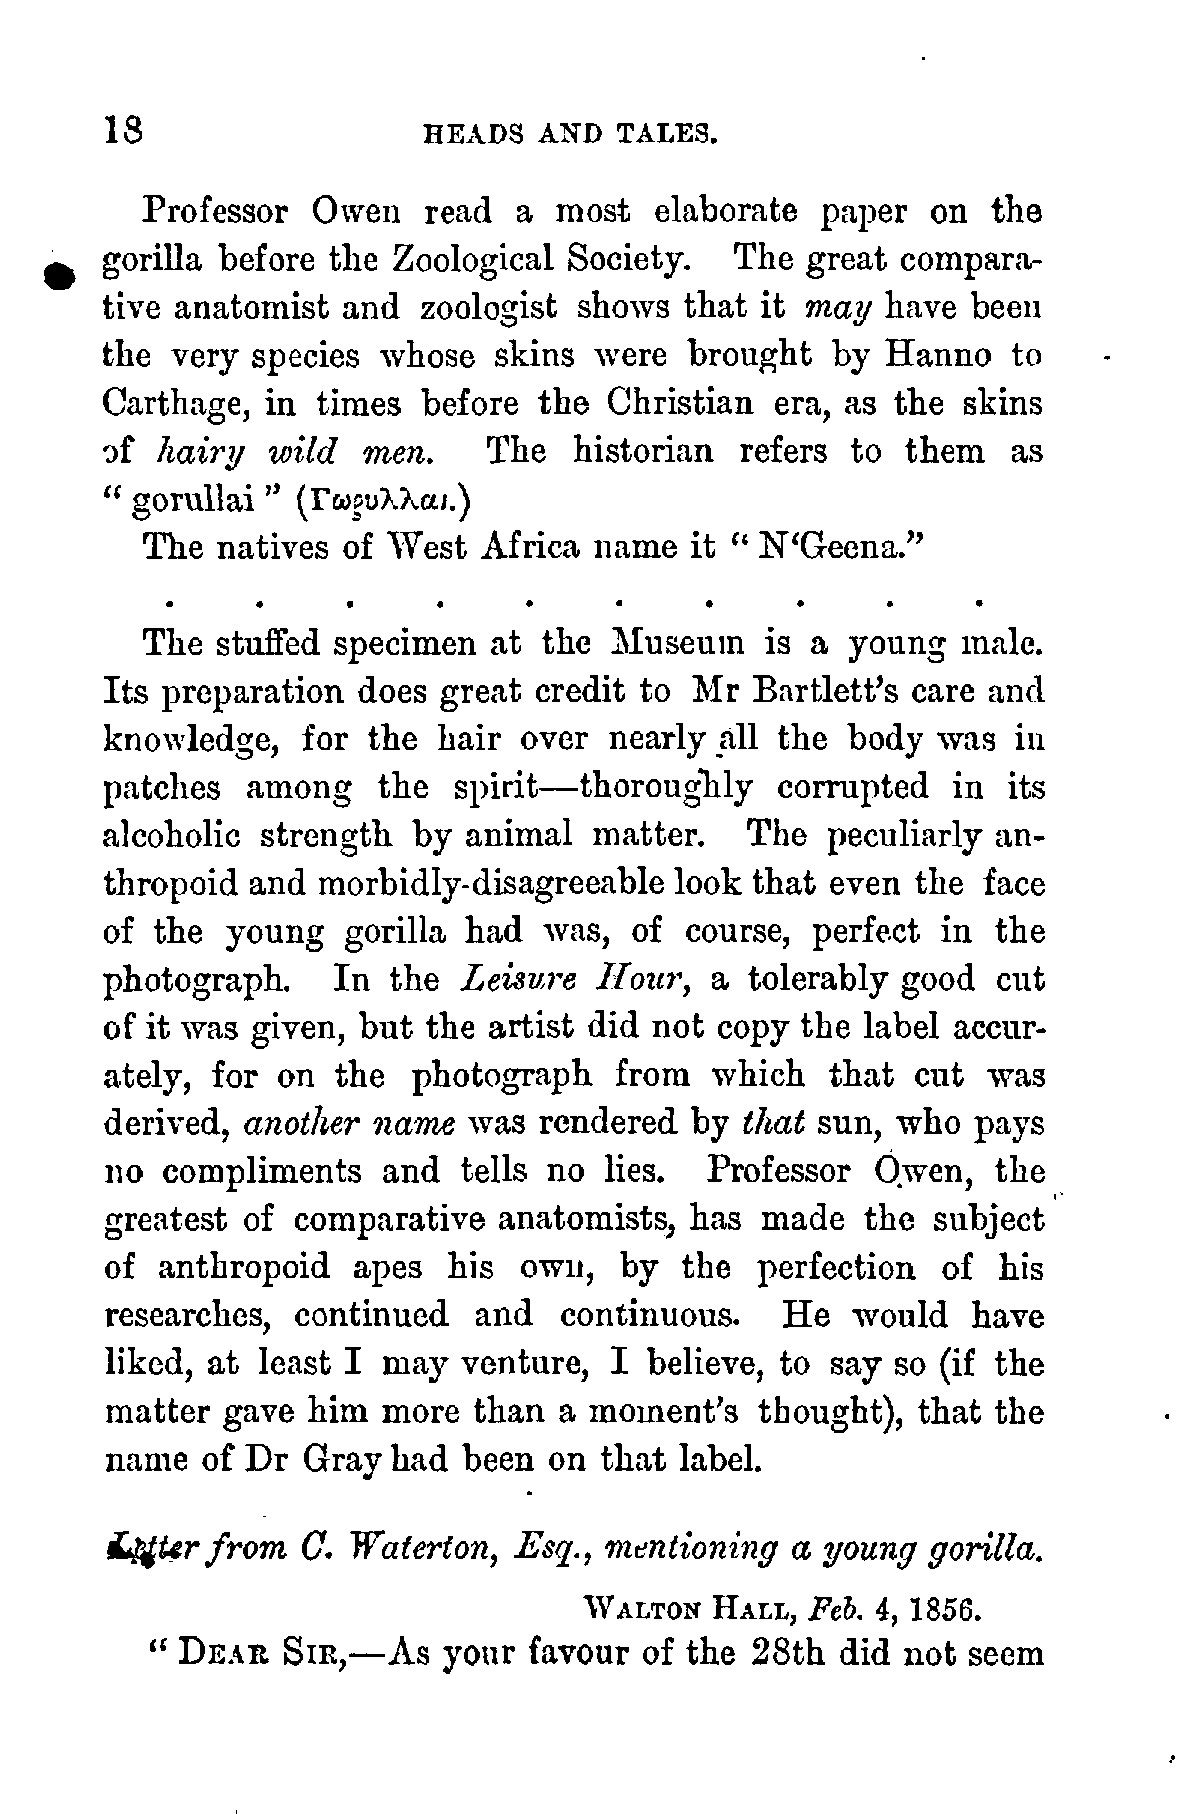 18 HEADS AND TALES.
Professor Owen read a most elaborate paper on the
gorilla before the Zoological Society. The great compara-
tive anatomist and zoologist shows that it may have been
the very species whose skins were brought by Hanno to
Carthage, in times before the Christian era, as the skins
of hairy wild men. The historian refers to them as
“ gorullai ” (Γωρυλλαι.)
The natives of West Africa name it “ N‘Geena.”
. . . . . . . . . .
The stuffed specimen at the Museum is a young male.
Its preparation does great credit to Mr Bartlett's care and
knowledge, for the hair over nearly all the body was in
patches among the spirit—thoroughly corrupted in its
alcoholic strength by animal matter. The peculiarly an-
thropoid and morbidly-disagreeable look that even the face
of the young gorilla had was, of course, perfect in the
photograph. In the Leisure Hour, a tolerably good cut
of it was given, but the artist did not copy the label accur-
ately, for on the photograph from which that cut was
derived, another name was rendered by that sun, who pays
no compliments and tells no lies. Professor Owen, the
greatest of comparative anatomists, has made the subject
of anthropoid apes his own, by the perfection of his
researches, continued and continuous. He would have
liked, at least I may venture, I believe, to say so (if the
matter gave him more than a moment's thought), that the
name of Dr Gray had been on that label.
Letter from C. Waterton, Esq., mentioning a young gorilla.
WALTON HALL, Feb. 4, 1856.
“ DEAR SIR,—As your favour of the 28th did not seem